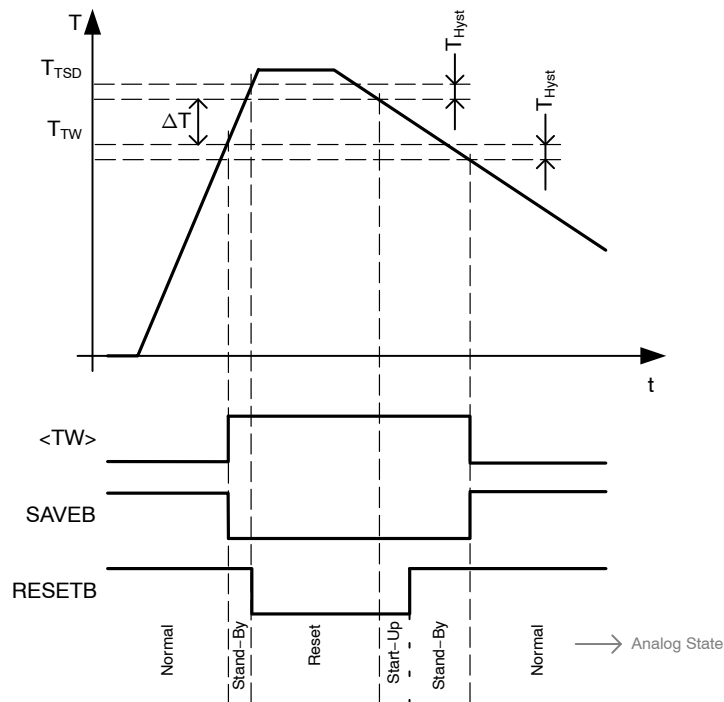 T
T_TSD
T_TW
ΔT
T_Hyst
T_Hyst
t
<TW>
SAVEB
RESETB
Normal
Stand−By
Reset
Start−Up
Stand−By
Normal
Analog State